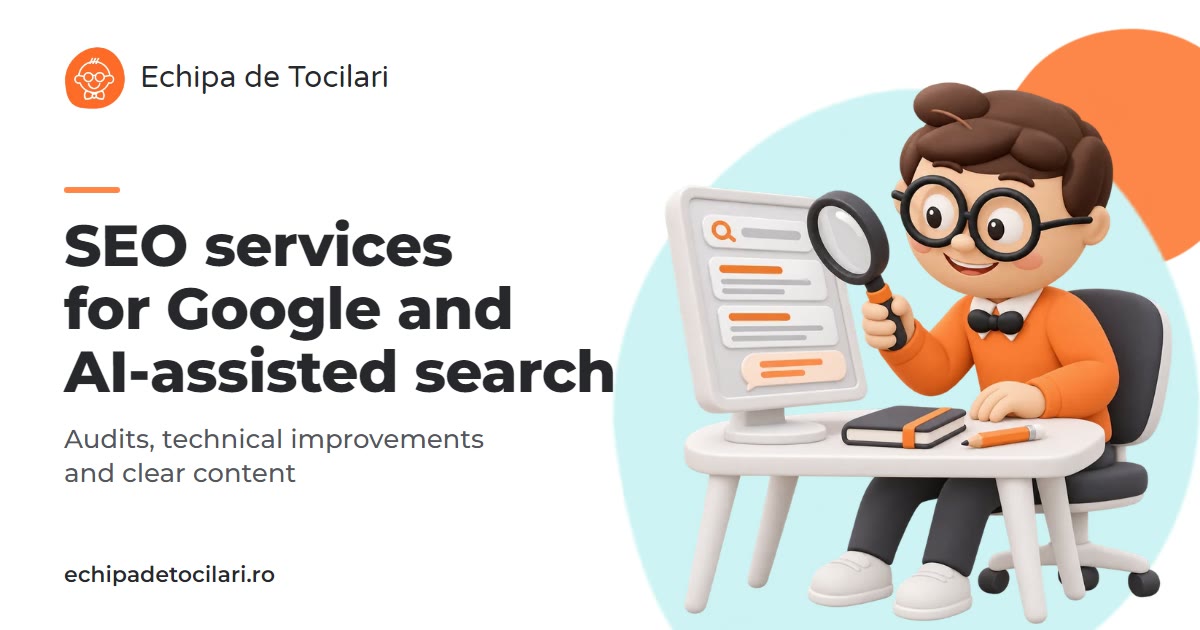 Echipa de Tocilari
SEO services
for Google and
AI-assisted search
Audits, technical improvements
and clear content
echipadetocilari.ro